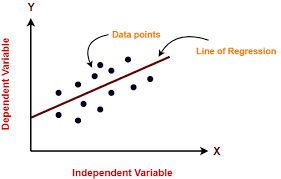 Y
Data points
Line of Regression
Dependent Variable
X
Independent Variable